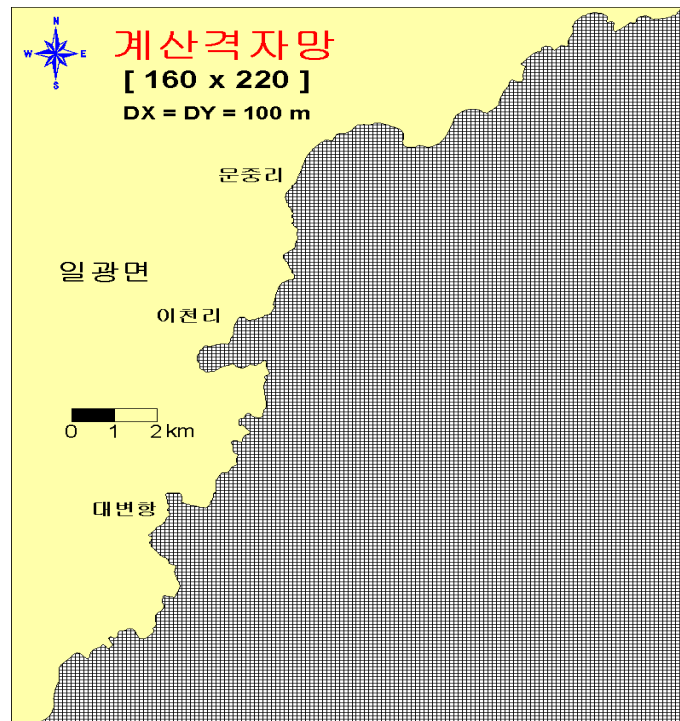 N
W E
S
계산격자망
[ 160 x 220 ]
DX = DY = 100 m
문중리
일광면
이천리
0 1 2 km
대변항